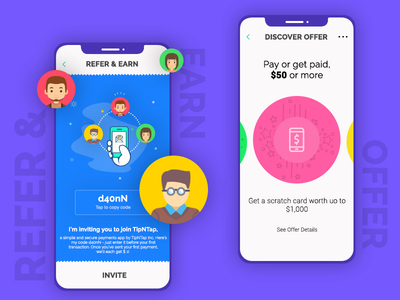 REFER &
EARN
REFER & EARN
d40nN
Tap to copy code
I'm inviting you to join TipNTap,
a simple and secure payments app by TipNTap Inc. Here's
my code d40nN - just enter it before your first
transaction. Once you've sent your first payment,
we'll each get $
INVITE
OFFER
DISCOVER OFFER
Pay or get paid,
$50 or more
$
Get a scratch card worth up to
$1,000
See Offer Details